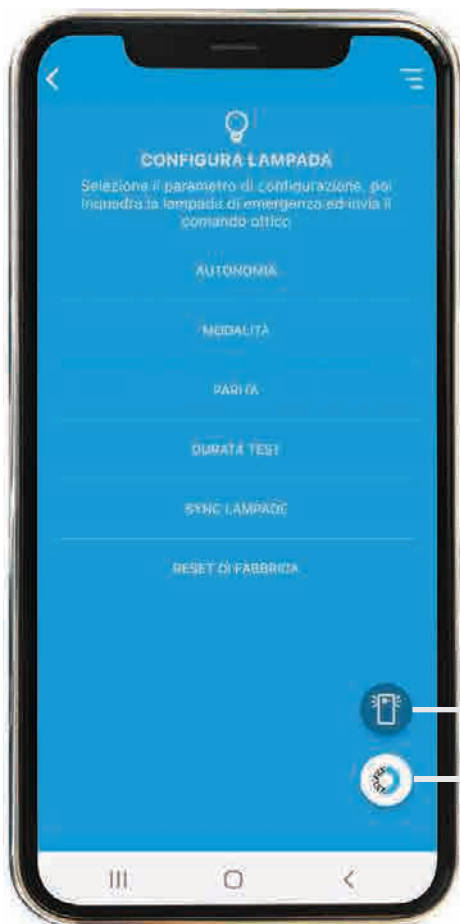 CONFIGURA LAMPADA
Selezione il parametro di configurazione, poi
inquadra la lampada di emergenza ed invia il
comando ottico
AUTONOMIA
MODALITÀ
PARITA
DURATA TEST
SYNC LAMPADE
RESET DI FABBRICA